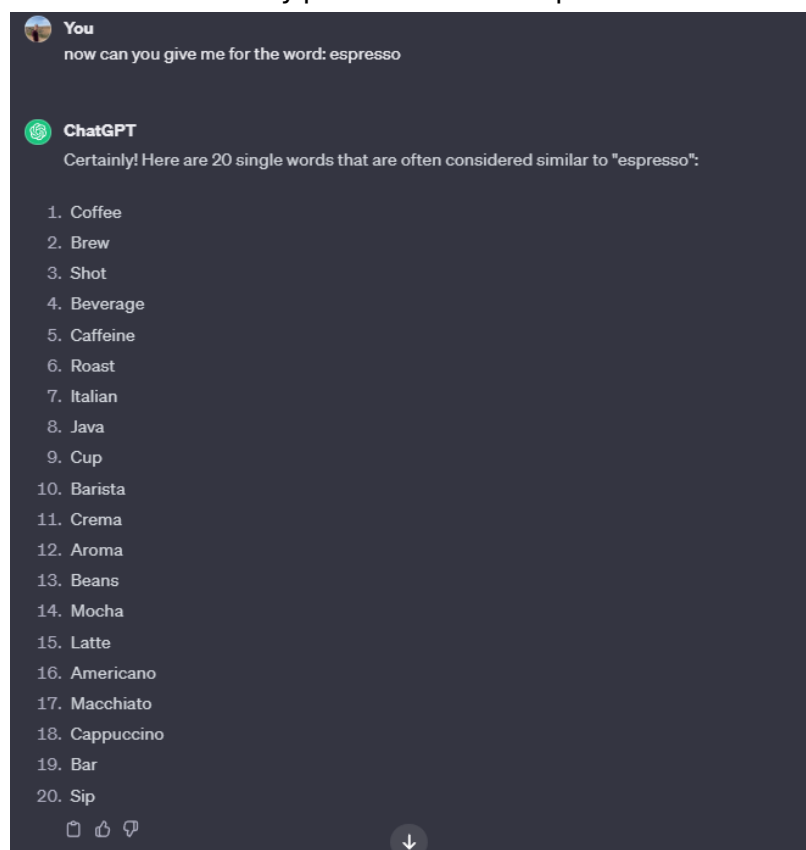 You
now can you give me for the word: espresso
ChatGPT
Certainly! Here are 20 single words that are often considered similar to "espresso":
1. Coffee
2. Brew
3. Shot
4. Beverage
5. Caffeine
6. Roast
7. Italian
8. Java
9. Cup
10. Barista
11. Crema
12. Aroma
13. Beans
14. Mocha
15. Latte
16. Americano
17. Macchiato
18. Cappuccino
19. Bar
20. Sip